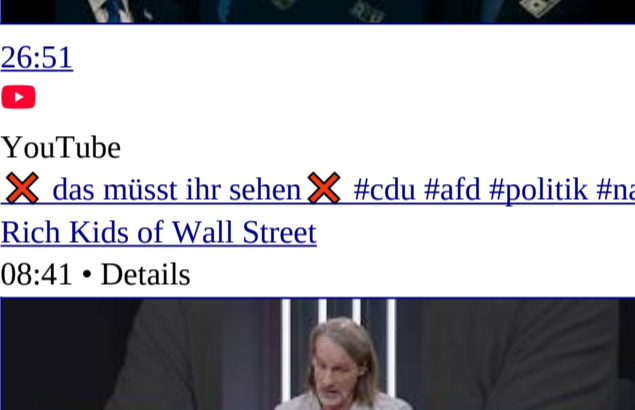 26:51
YouTube
❌ das müsst ihr sehen❌ #cdu #afd #politik #na
Rich Kids of Wall Street
08:41 • Details